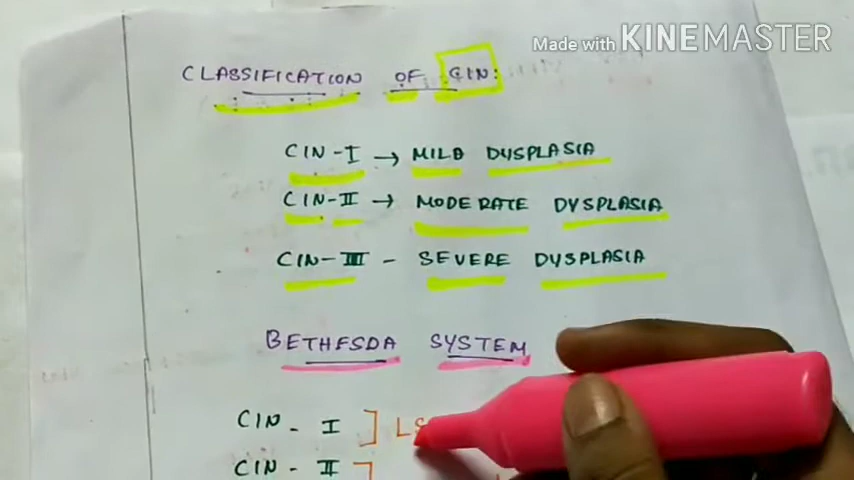 Made with KINEMASTER
CLASSIFICATION OF CIN:
CIN-I → MILD DYSPLASIA
CIN-II → MODERATE DYSPLASIA
CIN-III - SEVERE DYSPLASIA
BETHESDA SYSTEM
CIN - I ] LS
CIN - II ]